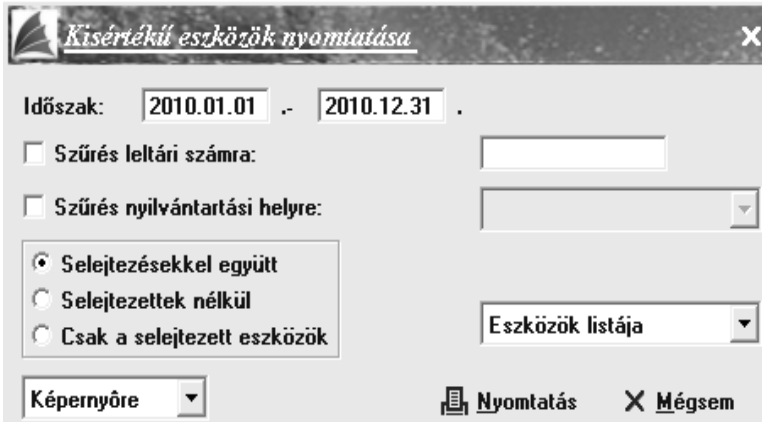 Kisértékű eszközök nyomtatása
Időszak: 2010.01.01 .- 2010.12.31 .
Szűrés leltári számra:
Szűrés nyilvántartási helyre:
Selejtezésekkel együtt
Selejtezettek nélkül
Csak a selejtezett eszközök
Eszközök listája
Képernyôre
Nyomtatás Mégsem